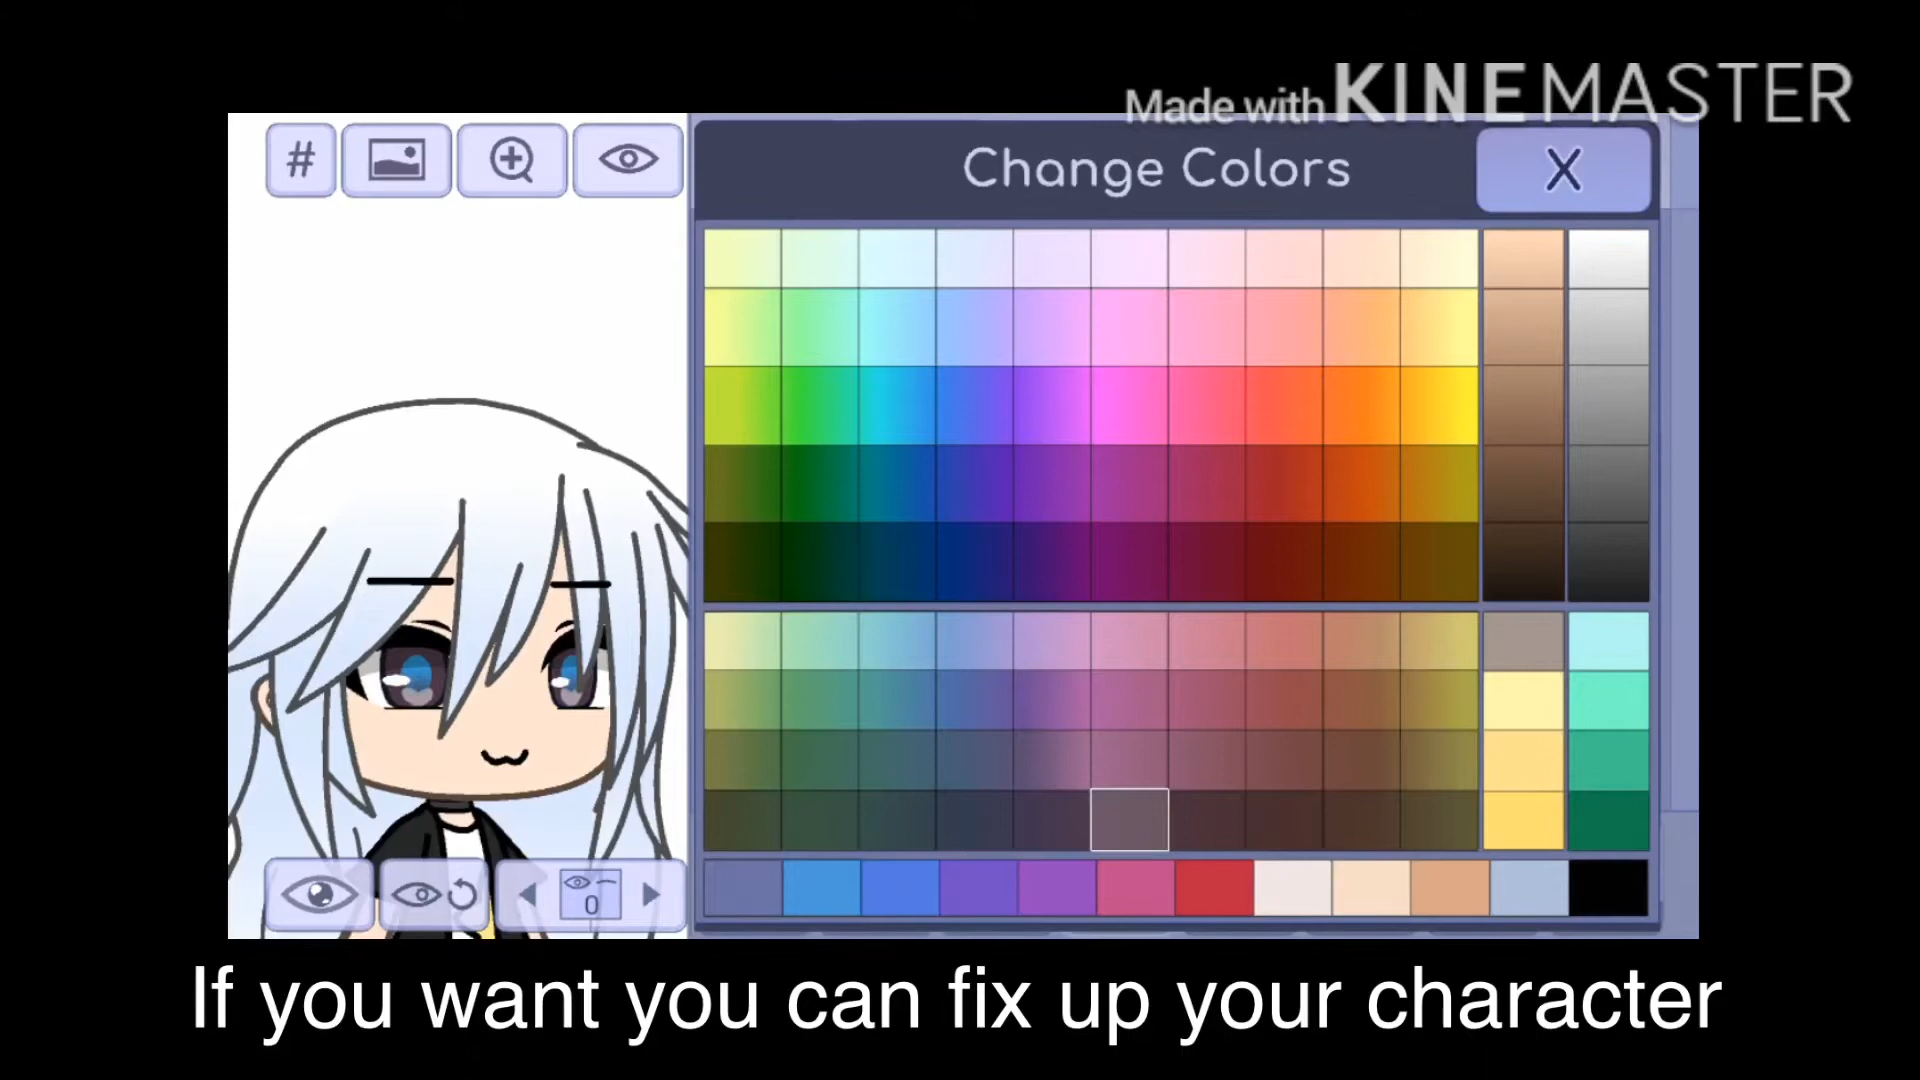 Made with KINEMASTER
#
Change Colors
X
0
If you want you can fix up your character